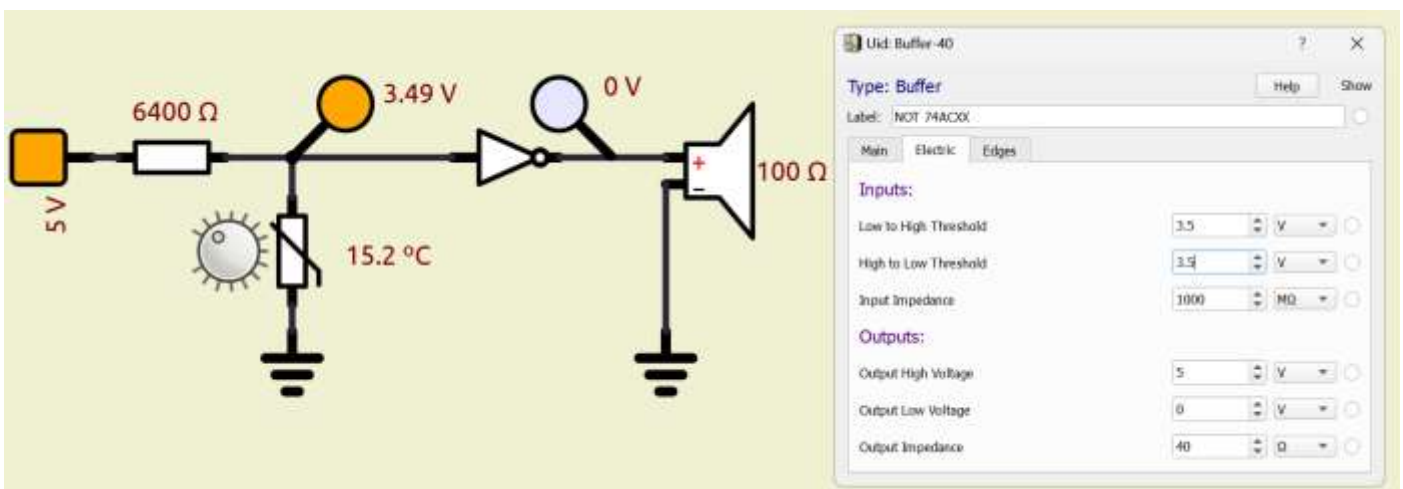 6400 Ω
3.49 V
0 V
5 V
15.2 ºC
+
−
100 Ω
Uid: Buffer-40
?
Type: Buffer
Help
Show
Label:
NOT 74ACXX
Main
Electric
Edges
Inputs:
Low to High Threshold
3.5
V
High to Low Threshold
3.5
V
Input Impedance
1000
MΩ
Outputs:
Output High Voltage
5
V
Output Low Voltage
0
V
Output Impedance
40
Ω